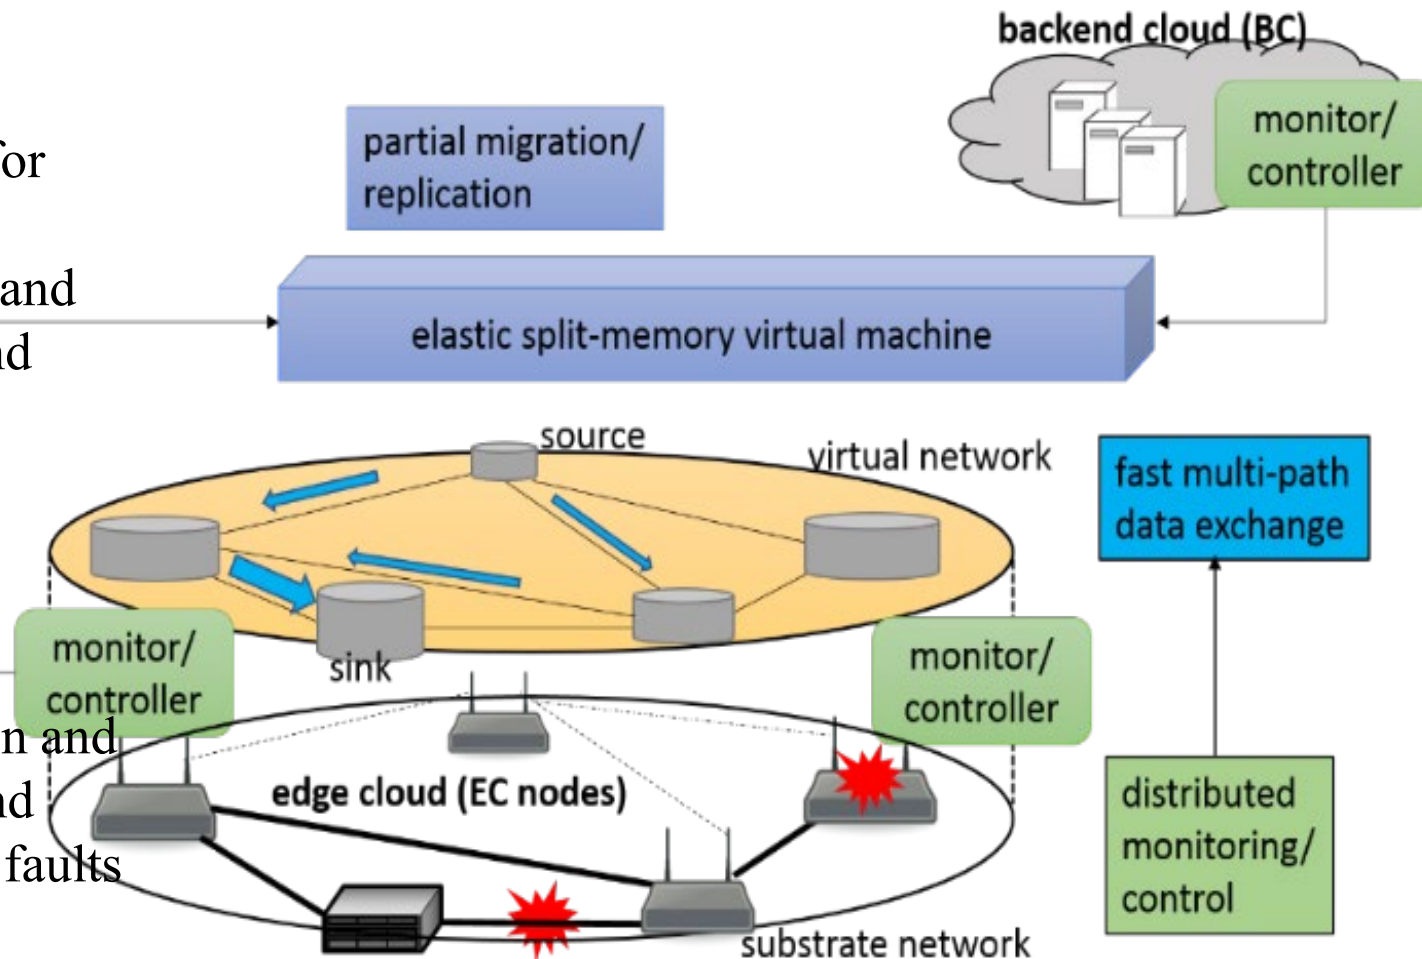 backend cloud (BC)
monitor/
controller
partial migration/
replication
for
and
nd
elastic split-memory virtual machine
source
virtual network
fast multi-path
data exchange
sink
monitor/
controller
monitor/
controller
n and
nd
faults
edge cloud (EC nodes)
distributed
monitoring/
control
substrate network